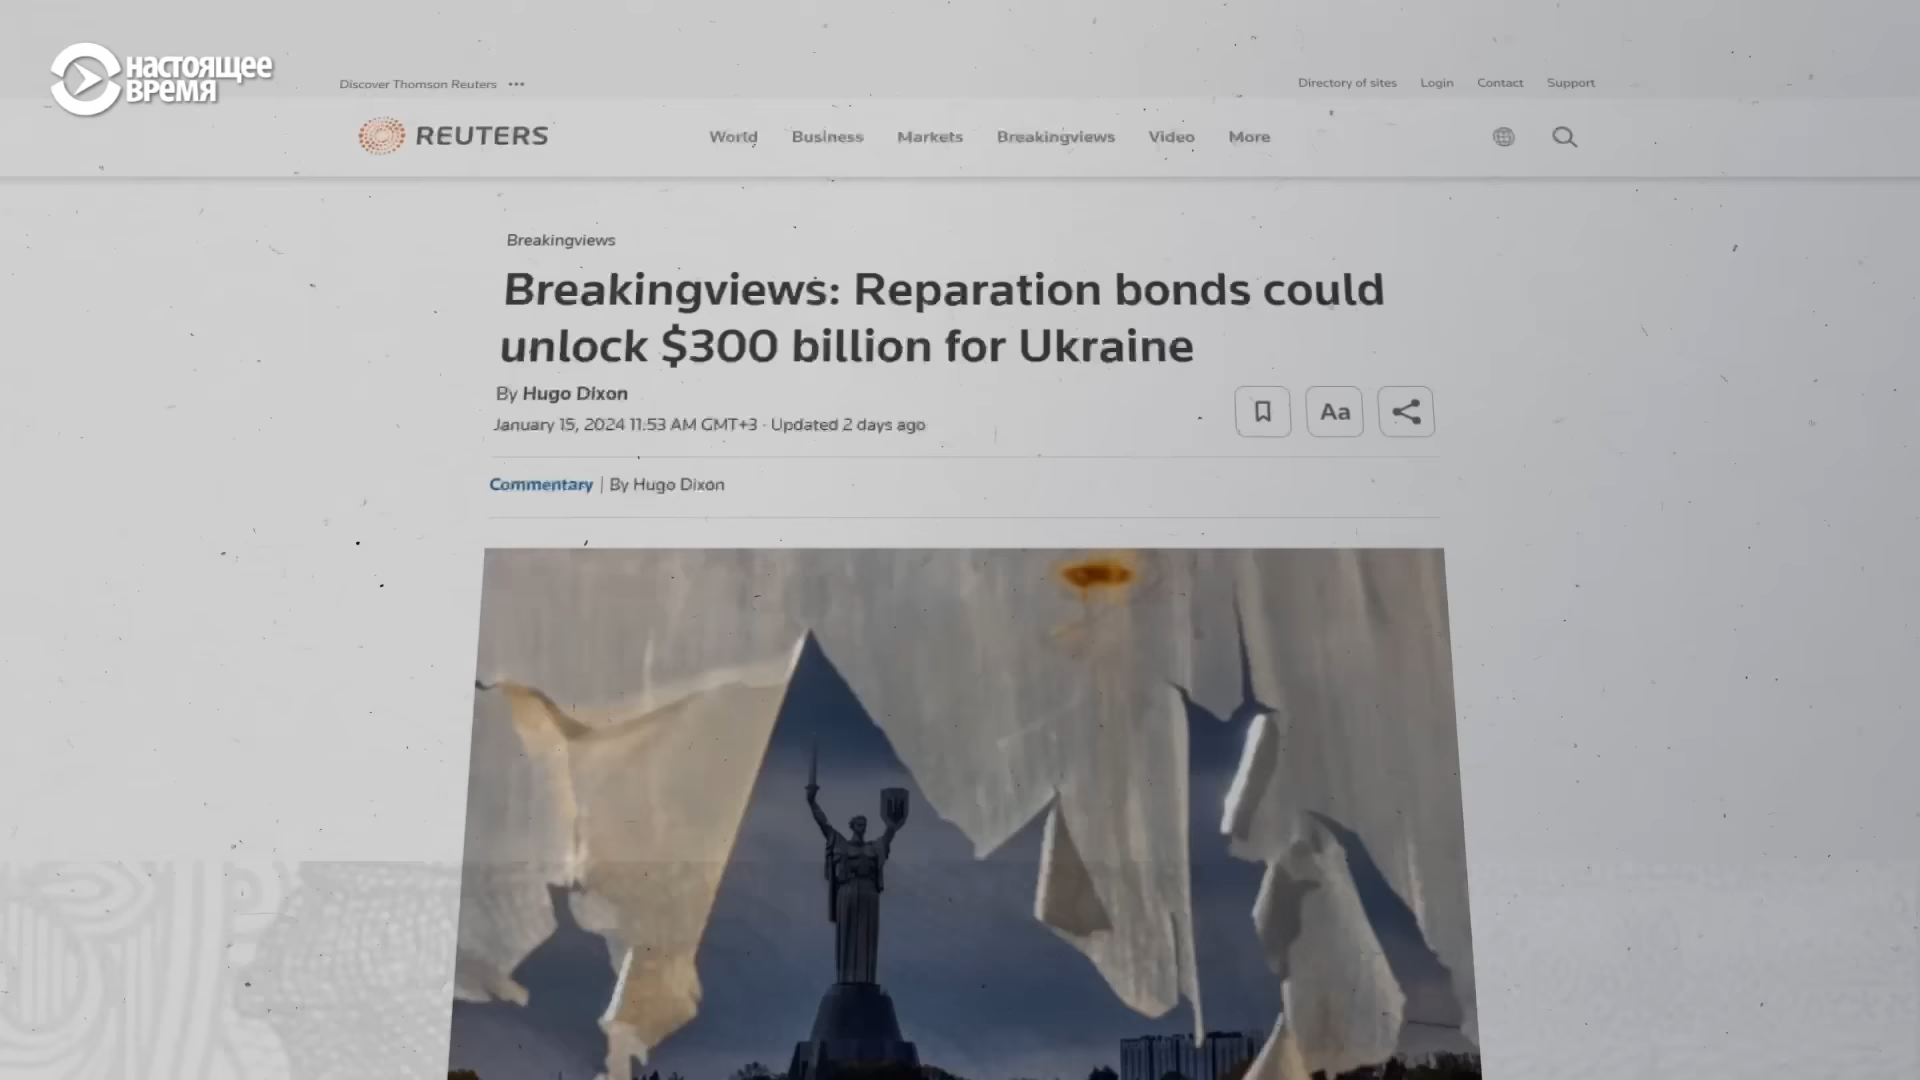 НАСТОЯЩЕЕ
ВРЕМЯ
Discover Thomson Reuters
Directory of sites Login Contact Support
REUTERS
World Business Markets Breakingviews Video More
Breakingviews
Breakingviews: Reparation bonds could
unlock $300 billion for Ukraine
By Hugo Dixon
January 15, 2024 11:53 AM GMT+3 · Updated 2 days ago
Aa
Commentary | By Hugo Dixon